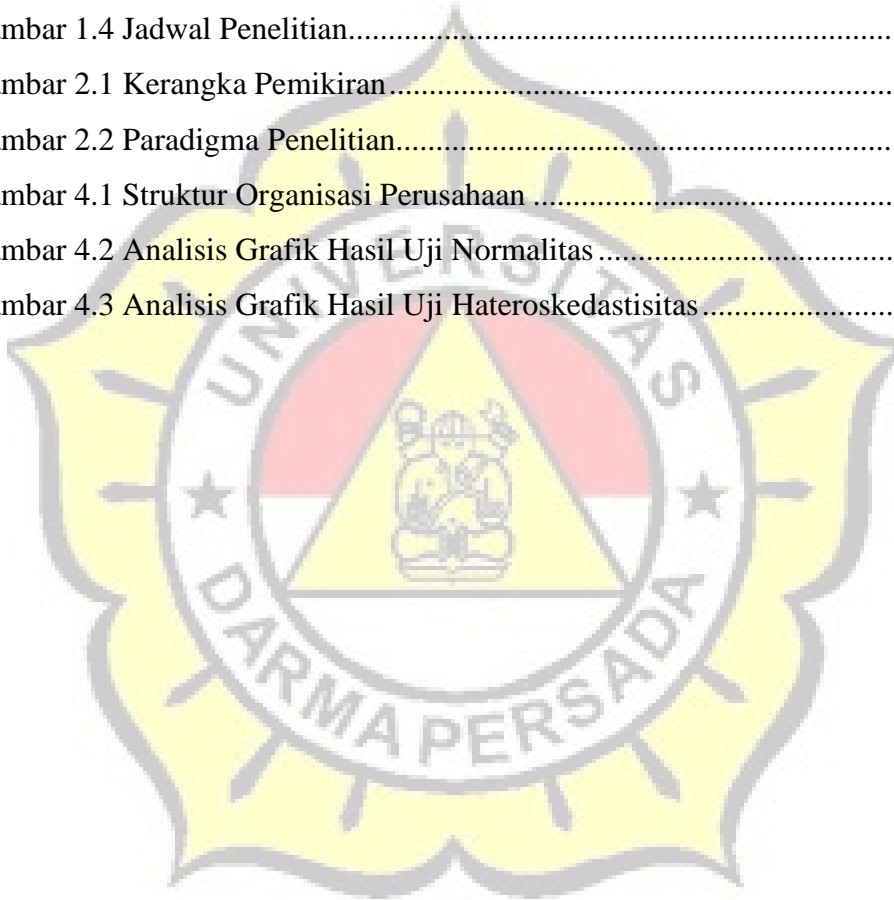 mbar 1.4 Jadwal Penelitian........................................................................
mbar 2.1 Kerangka Pemikiran..................................................................
mbar 2.2 Paradigma Penelitian.................................................................
mbar 4.1 Struktur Organisasi Perusahaan ................................................
mbar 4.2 Analisis Grafik Hasil Uji Normalitas ........................................
mbar 4.3 Analisis Grafik Hasil Uji Hateroskedastisitas..........................
UNIVERSITAS
DARMA PERSADA